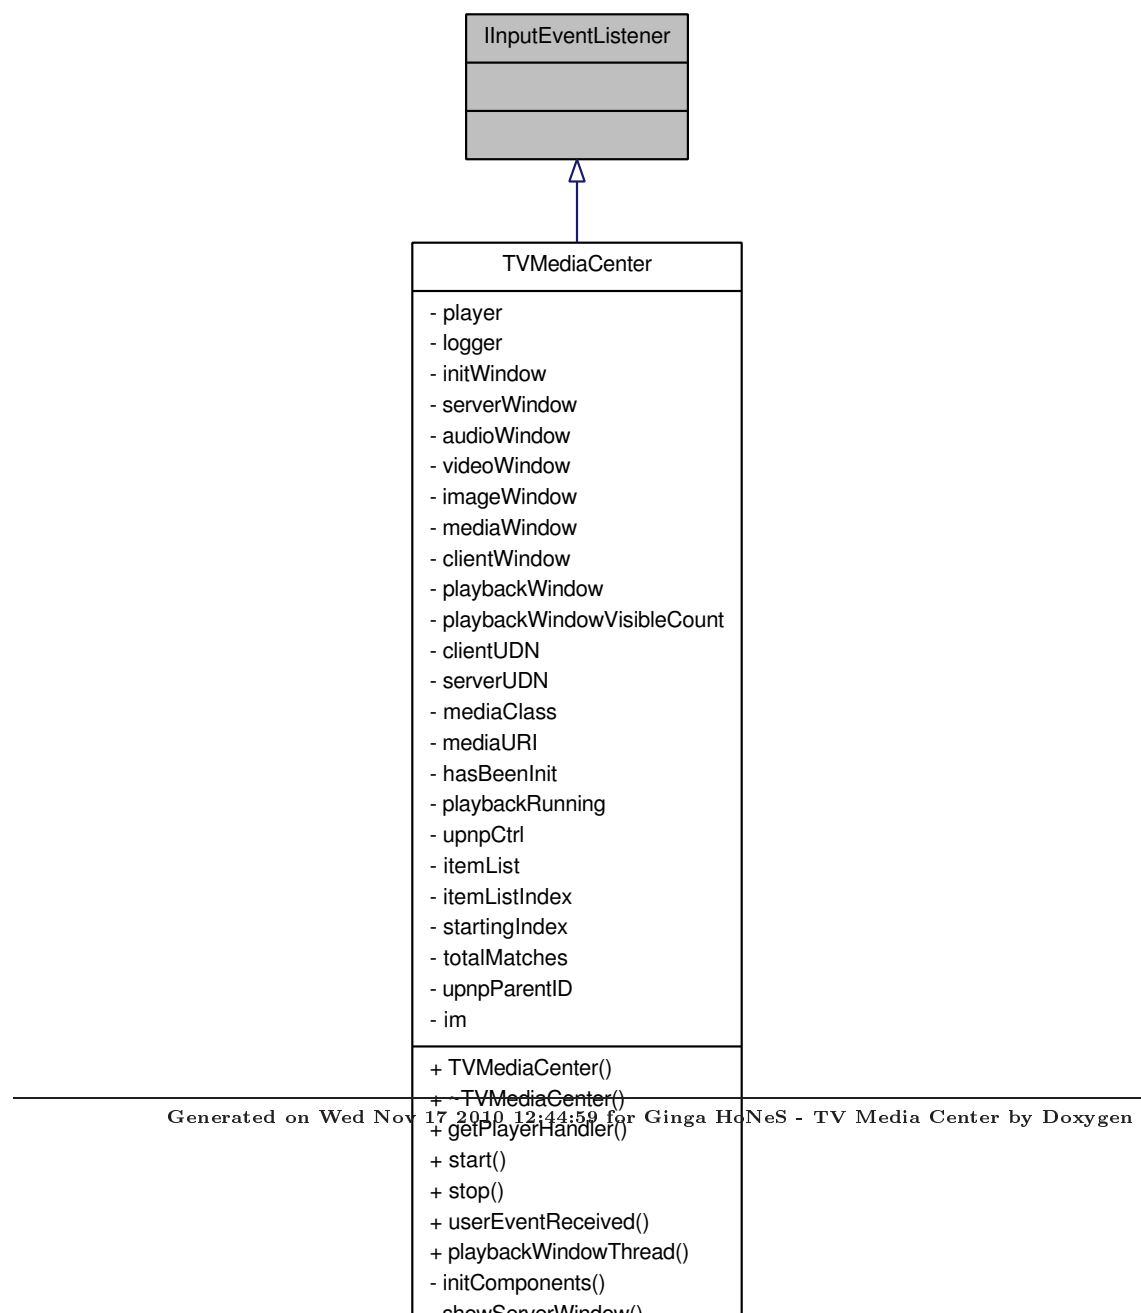 IInputEventListener
TVMediaCenter
- player
- logger
- initWindow
- serverWindow
- audioWindow
- videoWindow
- imageWindow
- mediaWindow
- clientWindow
- playbackWindow
- playbackWindowVisibleCount
- clientUDN
- serverUDN
- mediaClass
- mediaURI
- hasBeenInit
- playbackRunning
- upnpCtrl
- itemList
- itemListIndex
- startingIndex
- totalMatches
- upnpParentID
- im
+ TVMediaCenter()
+ ~TVMediaCenter()
Generated on Wed Nov 17 2010 12:44:59 for Ginga HoNeS - TV Media Center by Doxygen
+ getPlayerHandler()
+ start()
+ stop()
+ userEventReceived()
+ playbackWindowThread()
- initComponents()
- showServerWindow()